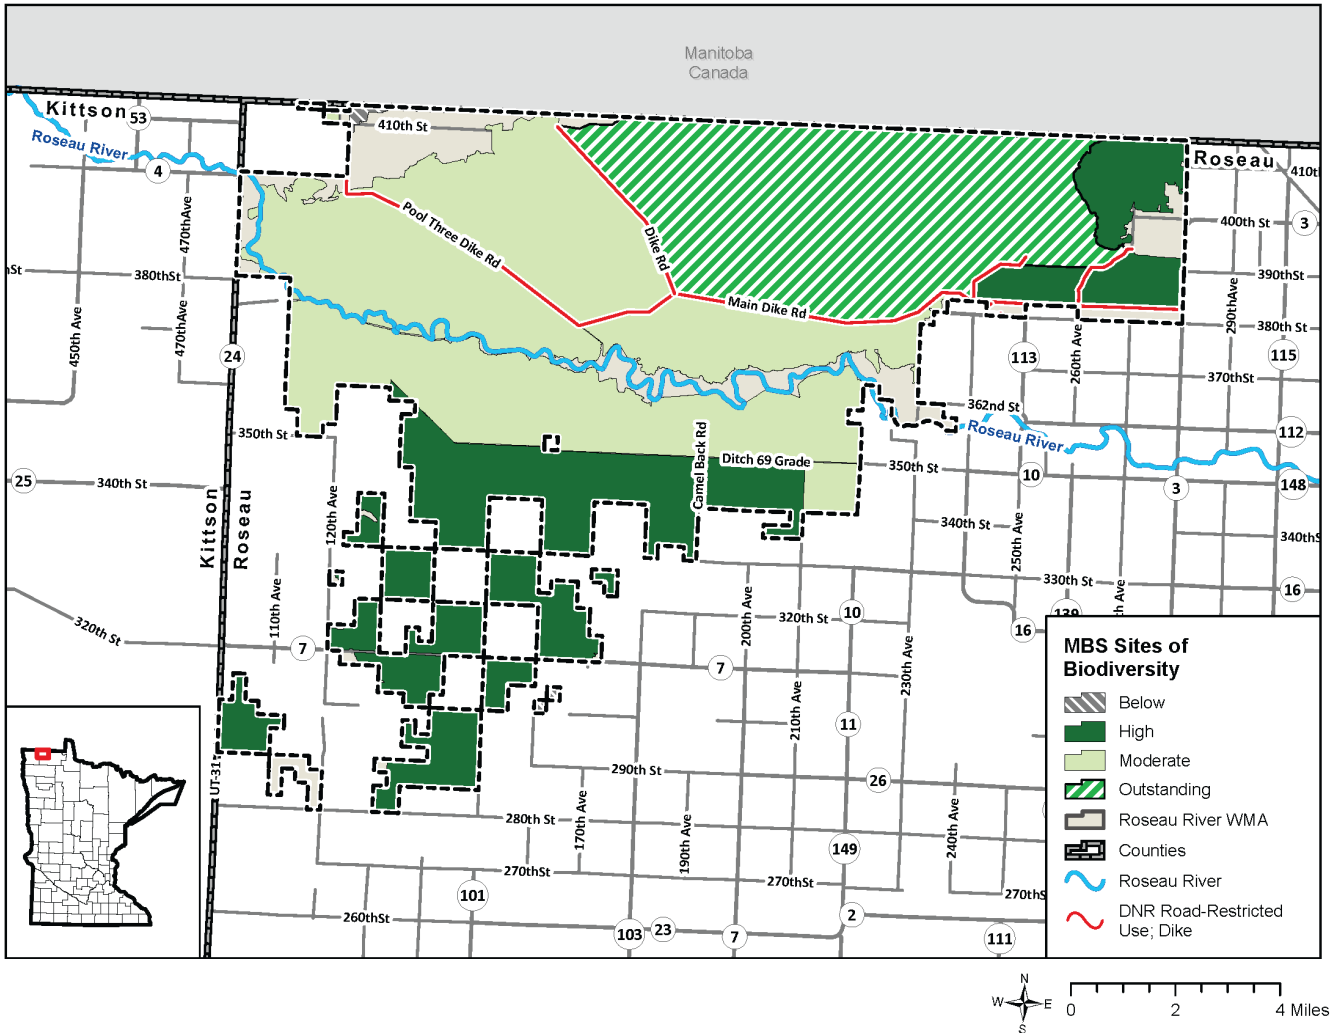 Manitoba
Canada
Kittson
53
410th St
Roseau River
Roseau
4
400th St
3
470thAve
Pool Three Dike Rd
Dike Rd
380thSt
390thSt
290thAve
Main Dike Rd
450th Ave
470thAve
24
113
260th Ave
380th St
115
370thSt
362nd St
Roseau River
112
350th St
Camel Back Rd
Ditch 69 Grade
350th St
10
25
340th St
3
148
Kittson
Roseau
120th Ave
340th St
250th Ave
110th Ave
330th St
16
200th Ave
320th St
10
16
320th St
7
7
230th Ave
210th Ave
11
UT-31
290th St
26
280th St
170th Ave
190th Ave
240th Ave
149
270thSt
270thSt
101
260thSt
103
23
7
2
111
MBS Sites of
Biodiversity
Below
High
Moderate
Outstanding
Roseau River WMA
Counties
Roseau River
DNR Road-Restricted
Use; Dike
N
W
E
S
0
2
4 Miles